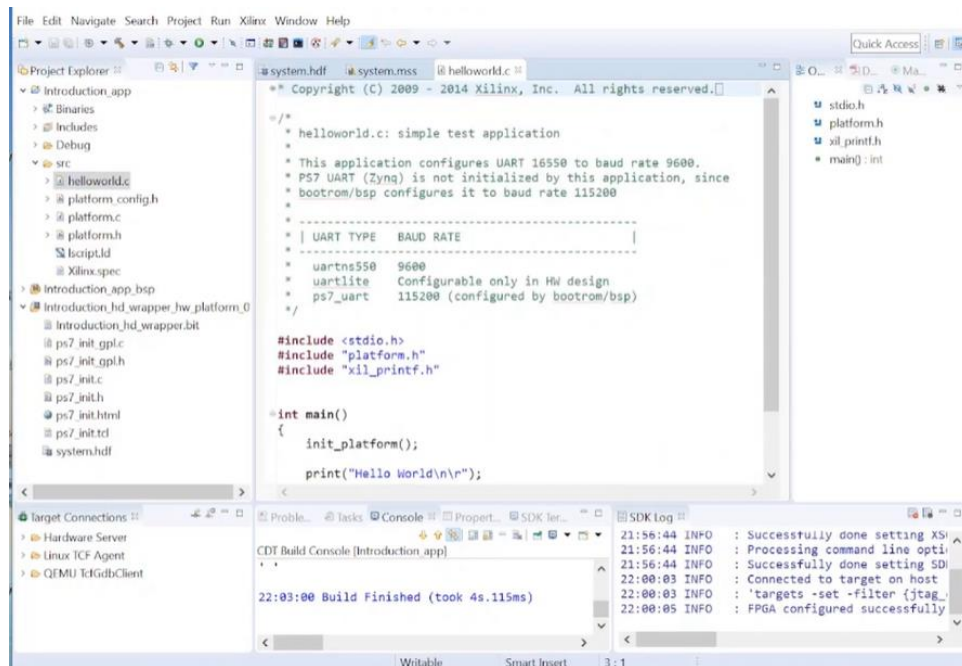 File Edit Navigate Search Project Run Xilinx Window Help
Quick Access
Project Explorer
Introduction_app
Binaries
Includes
Debug
src
helloworld.c
platform_config.h
platform.c
platform.h
lscript.ld
Xilinx.spec
Introduction_app_bsp
Introduction_hd_wrapper_hw_platform_0
Introduction_hd_wrapper.bit
ps7_init_gpl.c
ps7_init_gpl.h
ps7_init.c
ps7_init.h
ps7_init.html
ps7_init.tcl
system.hdf
system.hdf system.mss helloworld.c
* Copyright (C) 2009 - 2014 Xilinx, Inc. All rights reserved.
/*
* helloworld.c: simple test application
*
* This application configures UART 16550 to baud rate 9600.
* PS7 UART (Zynq) is not initialized by this application, since
* bootrom/bsp configures it to baud rate 115200
*
* ------------------------------------------------
* | UART TYPE BAUD RATE |
* ------------------------------------------------
* uartns550 9600
* uartlite Configurable only in HW design
* ps7_uart 115200 (configured by bootrom/bsp)
*/
#include <stdio.h>
#include "platform.h"
#include "xil_printf.h"
int main()
{
init_platform();
print("Hello World\n\r");
O... D... Ma...
stdio.h
platform.h
xil_printf.h
main() : int
Target Connections
Hardware Server
Linux TCF Agent
QEMU TcfGdbClient
Proble... Tasks Console Propert... SDK Ter...
CDT Build Console [Introduction_app]
' '
22:03:00 Build Finished (took 4s.115ms)
SDK Log
21:56:44 INFO : Successfully done setting XS
21:56:44 INFO : Processing command line opti
21:56:44 INFO : Successfully done setting SD
22:00:03 INFO : Connected to target on host
22:00:03 INFO : 'targets -set -filter {jtag_
22:00:05 INFO : FPGA configured successfully
Writable Smart Insert 3 : 1